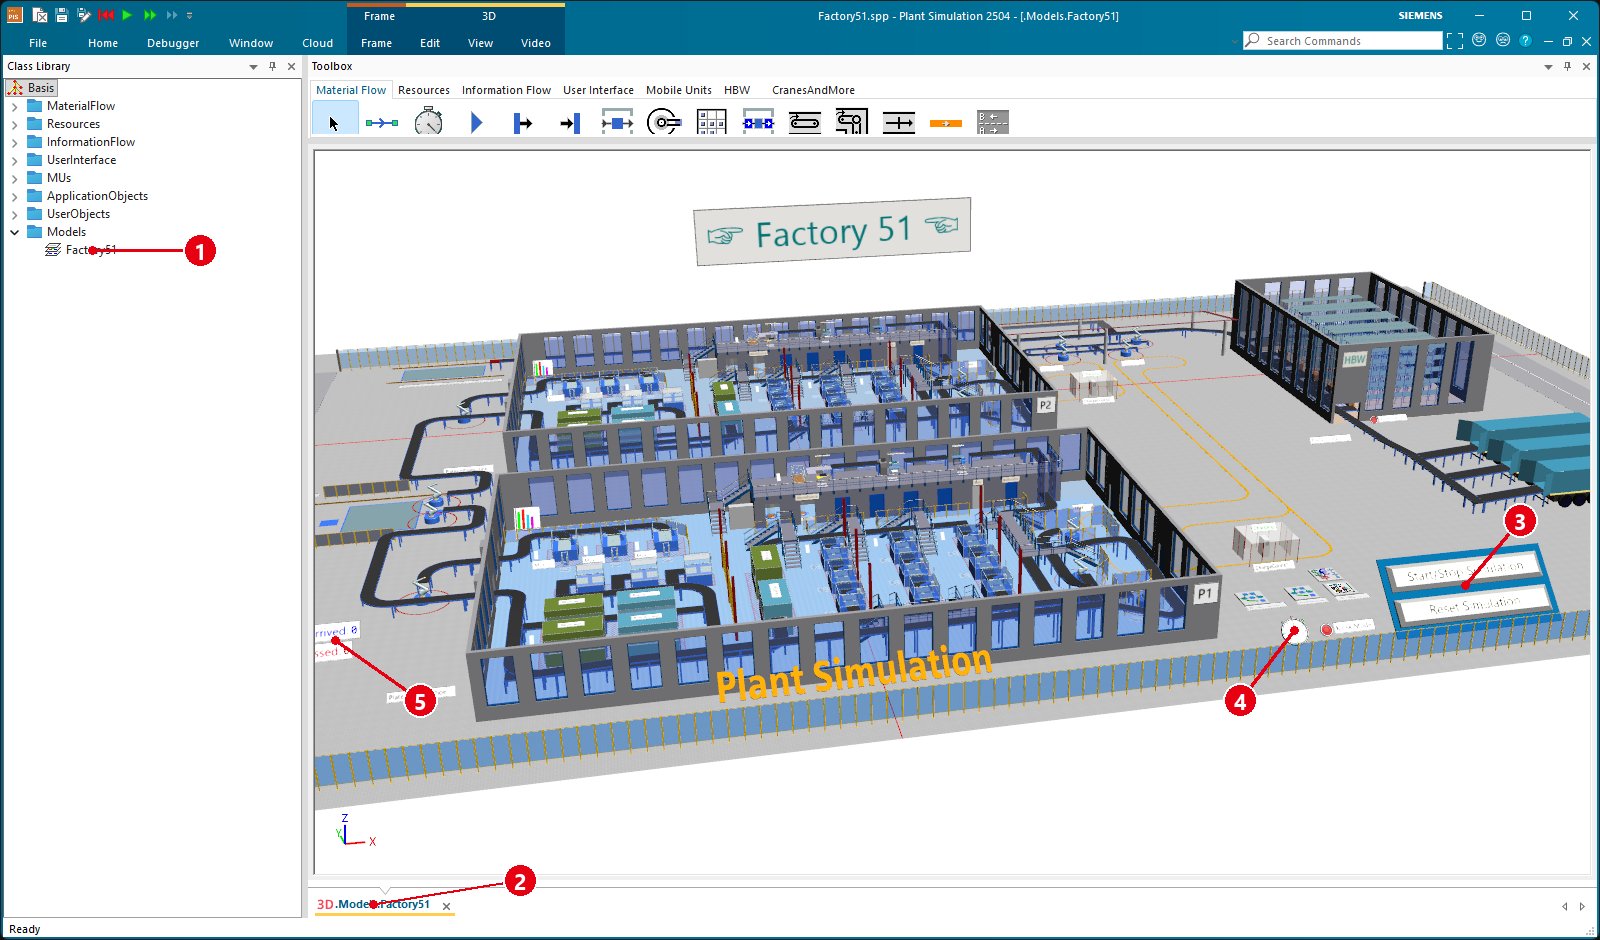 Frame
3D
Factory51.spp - Plant Simulation 2504 - [.Models.Factory51]
SIEMENS
File
Home
Debugger
Window
Cloud
Frame
Edit
View
Video
Search Commands
Class Library
Toolbox
Basis
MaterialFlow
Resources
InformationFlow
UserInterface
MUs
ApplicationObjects
UserObjects
Models
Factory51
1
Material Flow
Resources
Information Flow
User Interface
Mobile Units
HBW
CranesAndMore
Factory 51
HBW
P2
P1
3
Start/Stop Simulation
Reset Simulation
rrived 0
ssed
5
4
Plant Simulation
Z
Y
X
2
3D .Models.Factory51
Ready